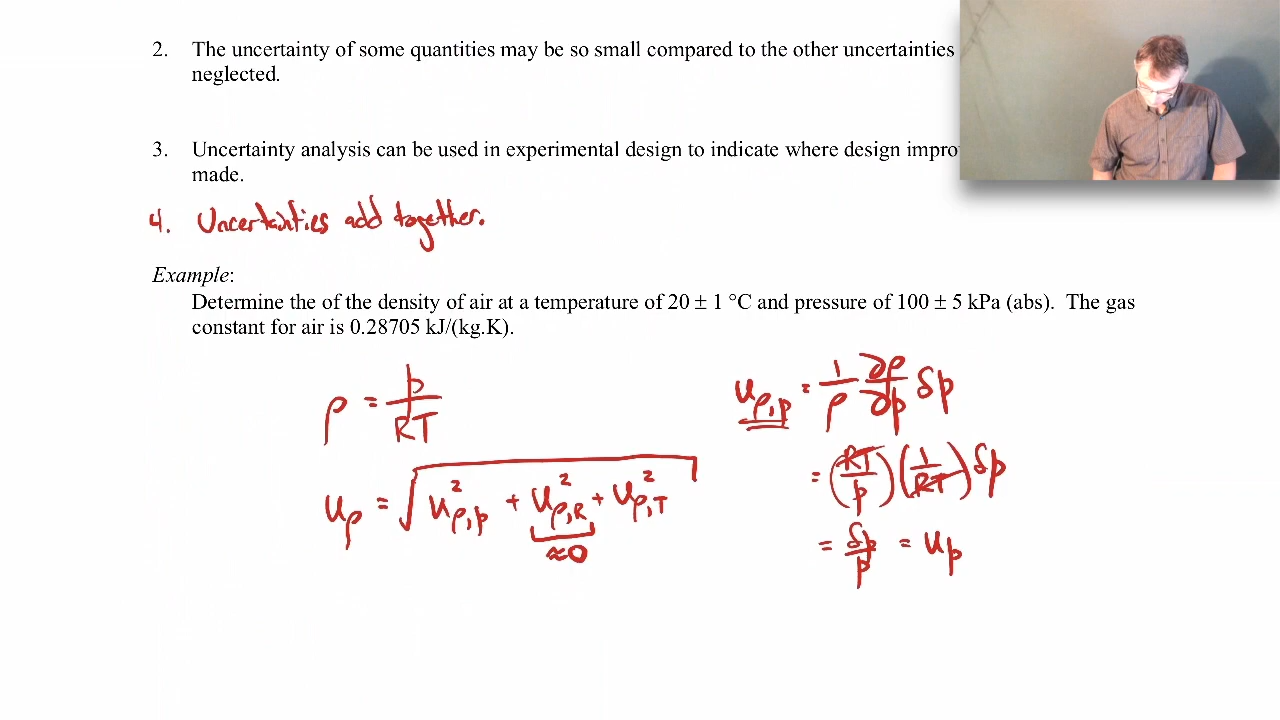 2. The uncertainty of some quantities may be so small compared to the other uncertainties
neglected.
3. Uncertainty analysis can be used in experimental design to indicate where design impro
made.
4. Uncertainties add together.
Example:
Determine the of the density of air at a temperature of 20 ± 1 °C and pressure of 100 ± 5 kPa (abs). The gas
constant for air is 0.28705 kJ/(kg.K).
ρ = p/RT
u_ρ = √(u²_ρ,p + u²_ρ,R + u²_ρ,T)
≈0
u_ρ,p = 1/ρ ∂ρ/∂p δp
= (RT/p)(1/RT)δp
= δp/p = u_p